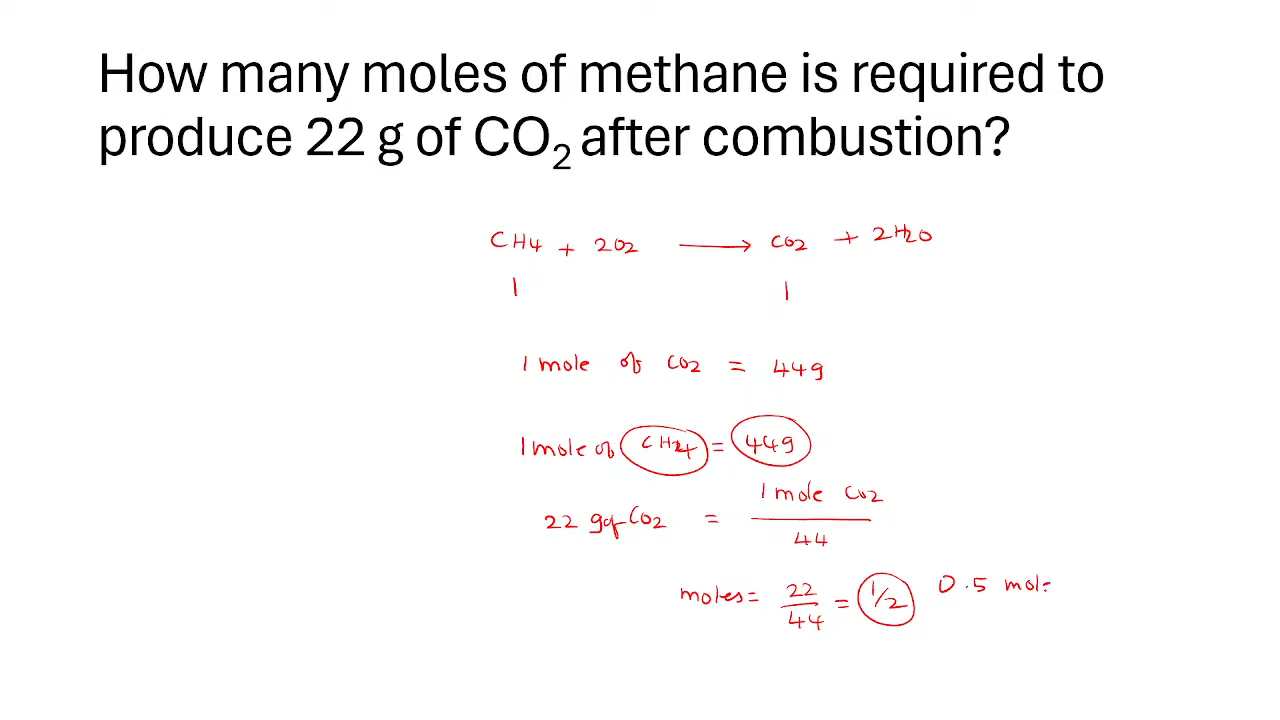 How many moles of methane is required to
produce 22 g of CO₂ after combustion?
CH4 + 2O2 → CO2 + 2H2O
1 1
1 mole of CO2 = 44g
1 mole of CH4 = 44g
22 g of CO2 = 1 mole CO2 / 44
moles = 22/44 = 1/2 0.5 mol